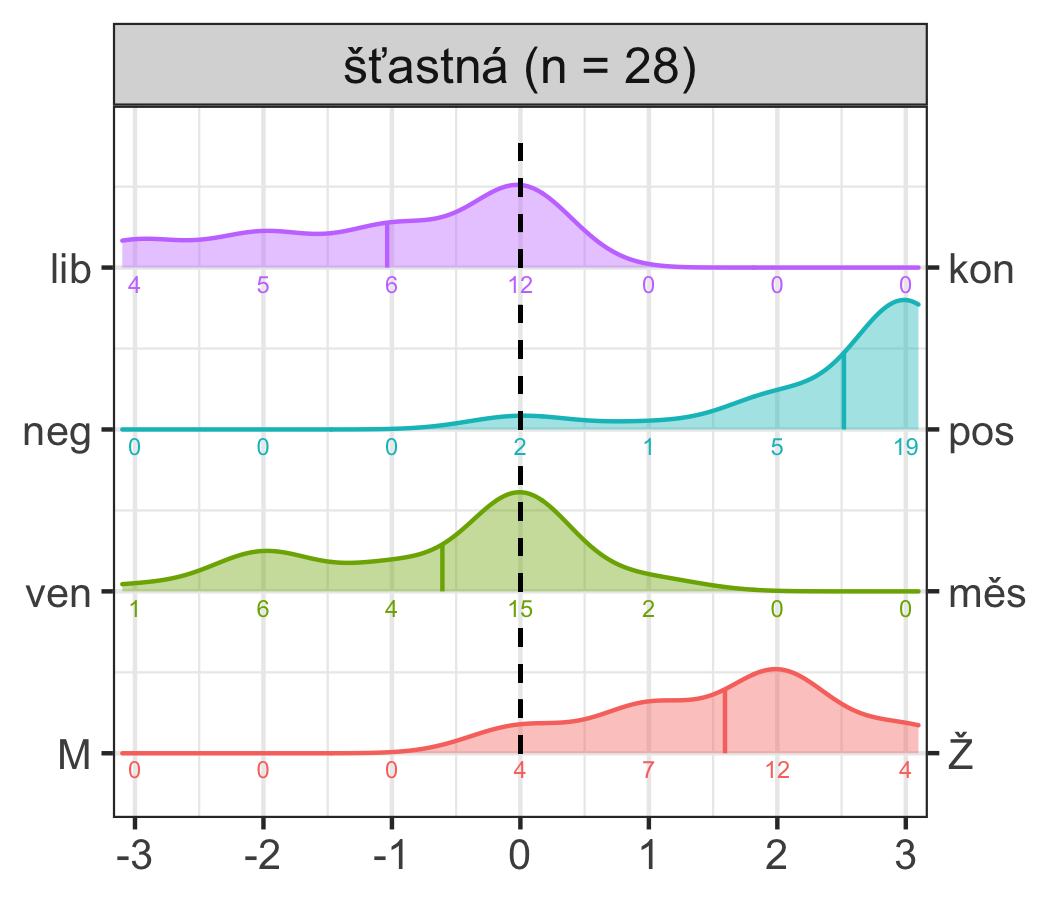 šťastná (n = 28)
lib kon
4 5 6 12 0 0 0
neg pos
0 0 0 2 1 5 19
ven měs
1 6 4 15 2 0 0
M Ž
0 0 0 4 7 12 4
-3 -2 -1 0 1 2 3